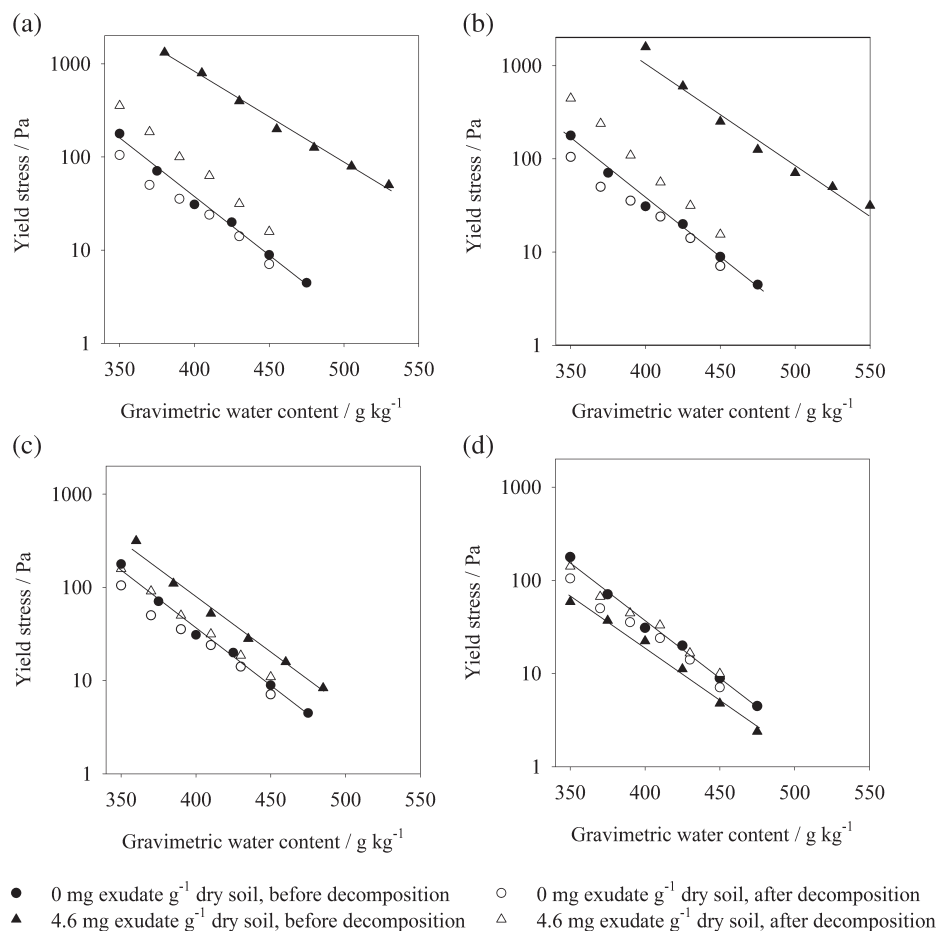 (a)
1000
100
10
1
Yield stress / Pa
350 400 450 500 550
Gravimetric water content / g kg⁻¹
(b)
1000
100
10
1
Yield stress / Pa
350 400 450 500 550
Gravimetric water content / g kg⁻¹
(c)
1000
100
10
1
Yield stress / Pa
350 400 450 500 550
Gravimetric water content / g kg⁻¹
(d)
1000
100
10
1
Yield stress / Pa
350 400 450 500 550
Gravimetric water content / g kg⁻¹
● 0 mg exudate g⁻¹ dry soil, before decomposition
○ 0 mg exudate g⁻¹ dry soil, after decomposition
▲ 4.6 mg exudate g⁻¹ dry soil, before decomposition
△ 4.6 mg exudate g⁻¹ dry soil, after decomposition